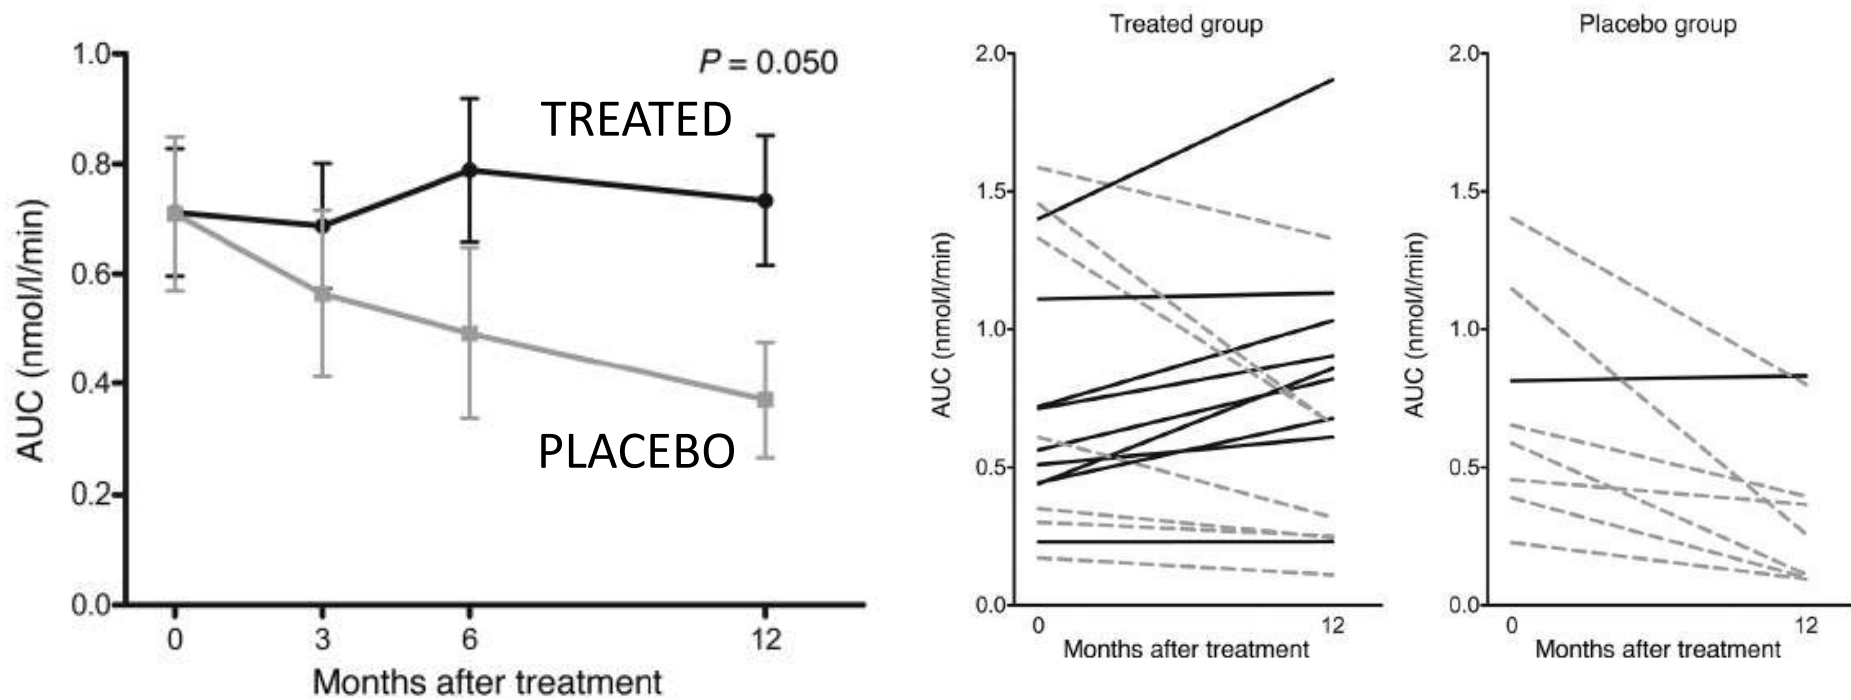 1.0
0.8
0.6
0.4
0.2
0.0
AUC (nmol/l/min)
P = 0.050
TREATED
PLACEBO
0 3 6 12
Months after treatment
Treated group
2.0
1.5
1.0
0.5
0.0
AUC (nmol/l/min)
0 12
Months after treatment
Placebo group
2.0
1.5
1.0
0.5
0.0
AUC (nmol/l/min)
0 12
Months after treatment